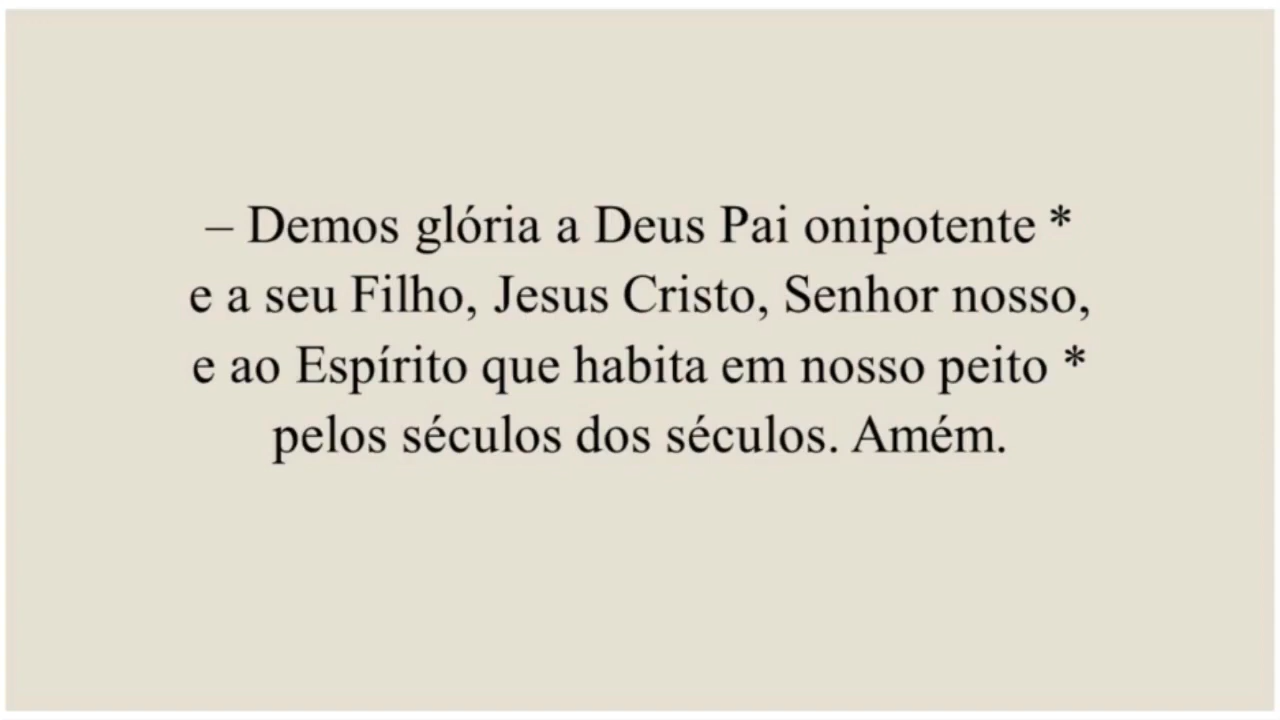 – Demos glória a Deus Pai onipotente *
e a seu Filho, Jesus Cristo, Senhor nosso,
e ao Espírito que habita em nosso peito *
pelos séculos dos séculos. Amém.